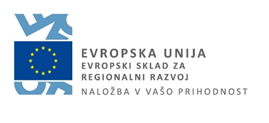 EVROPSKA UNIJA
EVROPSKI SKLAD ZA
REGIONALNI RAZVOJ
NALOŽBA V VAŠO PRIHODNOST